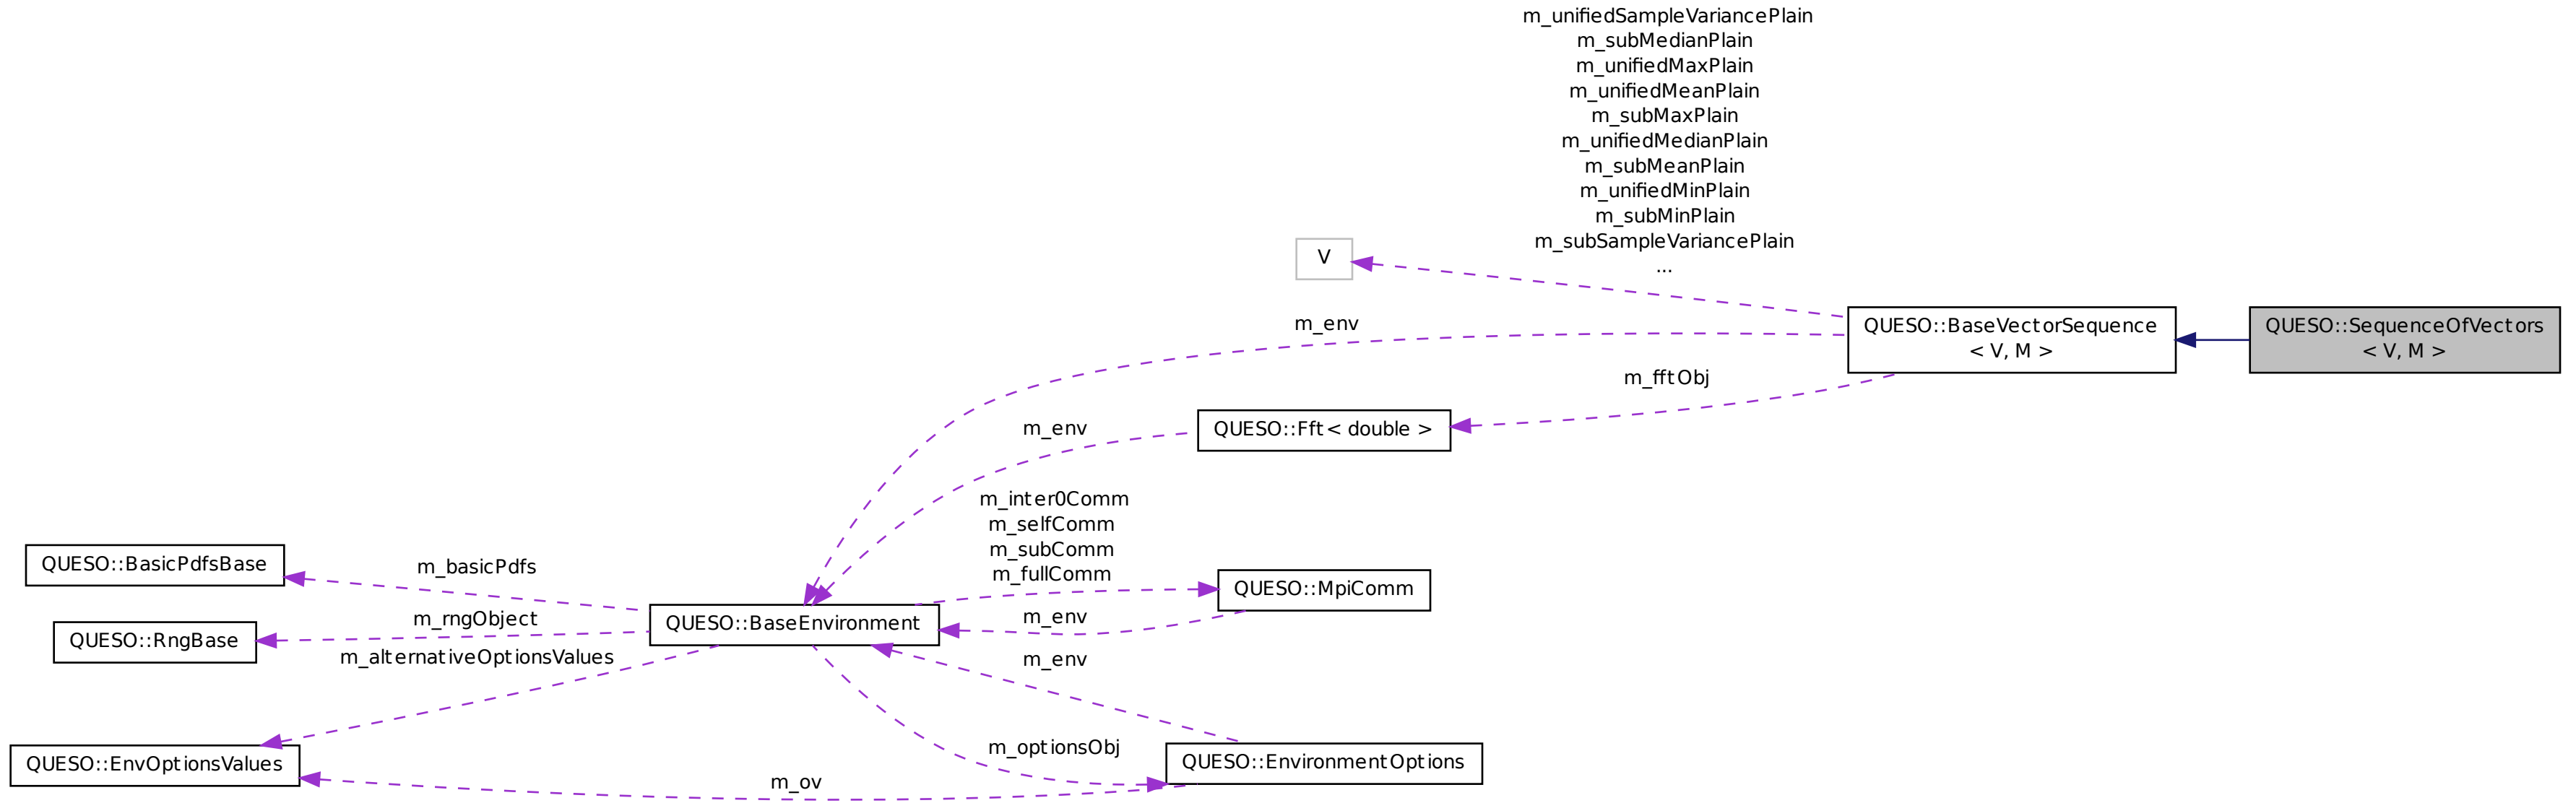 m_unifiedSampleVariancePlain
m_subMedianPlain
m_unifiedMaxPlain
m_unifiedMeanPlain
m_subMaxPlain
m_unifiedMedianPlain
m_subMeanPlain
m_unifiedMinPlain
m_subMinPlain
m_subSampleVariancePlain
...
V
m_env
QUESO::BaseVectorSequence
< V, M >
QUESO::SequenceOfVectors
< V, M >
m_fftObj
m_env
QUESO::Fft< double >
m_inter0Comm
m_selfComm
m_subComm
m_fullComm
QUESO::BasicPdfsBase
m_basicPdfs
QUESO::MpiComm
m_rngObject
QUESO::BaseEnvironment
m_env
QUESO::RngBase
m_alternativeOptionsValues
m_env
m_optionsObj
QUESO::EnvOptionsValues
QUESO::EnvironmentOptions
m_ov